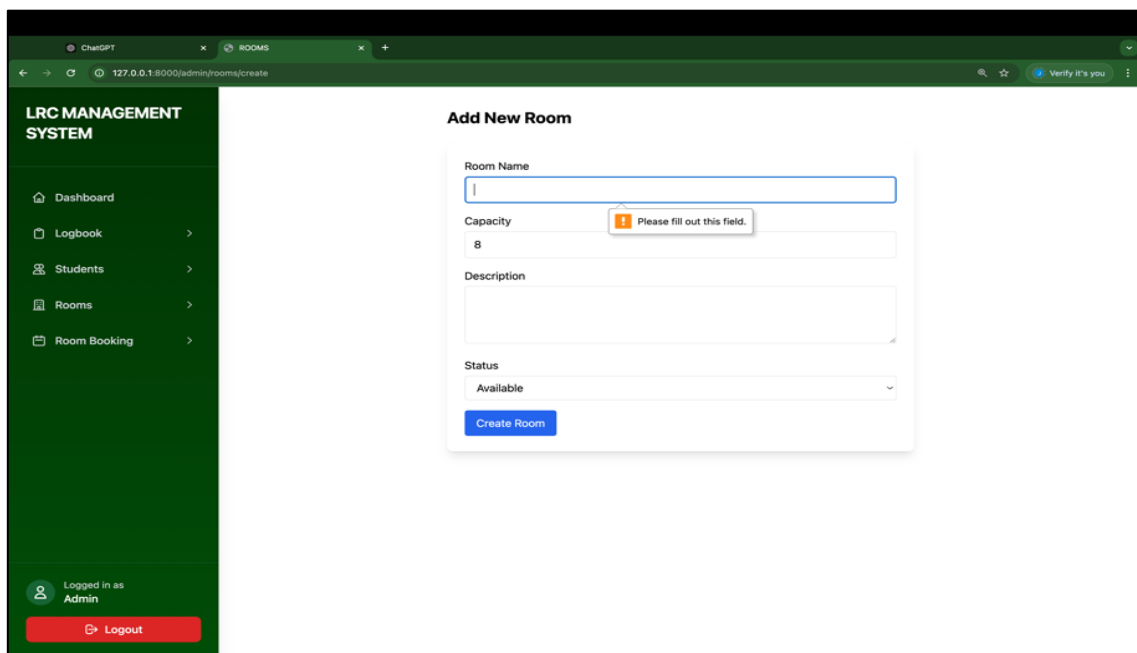 ChatGPT
ROOMS
127.0.0.1:8000/admin/rooms/create
Verify it's you
LRC MANAGEMENT
SYSTEM
Dashboard
Logbook
Students
Rooms
Room Booking
Logged in as
Admin
Logout
Add New Room
Room Name
Please fill out this field.
Capacity
8
Description
Status
Available
Create Room